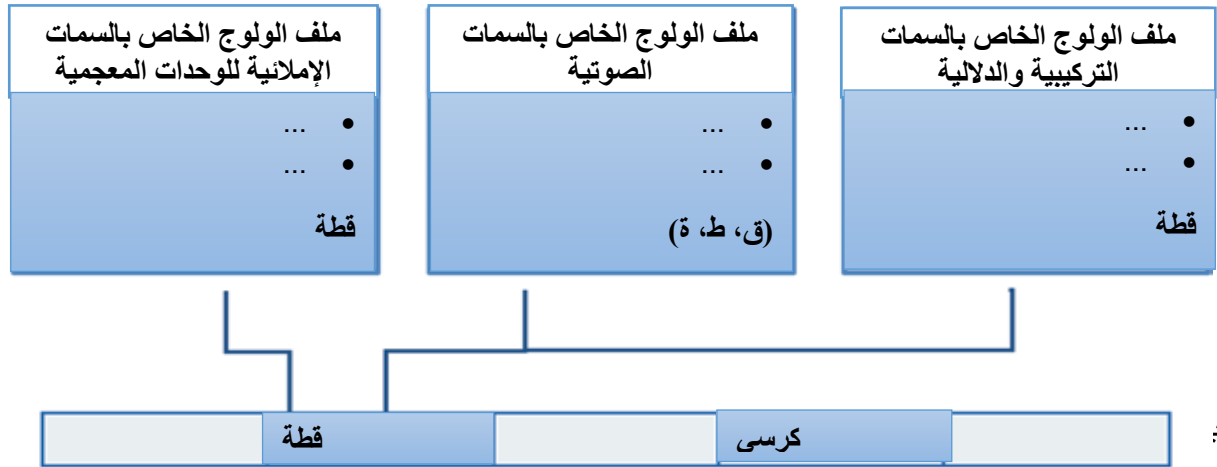 ملف الولوج الخاص بالسمات
التركيبية والدلالية
• ...
• ...
قطة
ملف الولوج الخاص بالسمات
الصوتية
• ...
• ...
(ق، ط، ة)
ملف الولوج الخاص بالسمات
الإملائية للوحدات المعجمية
• ...
• ...
قطة
كرسى
قطة